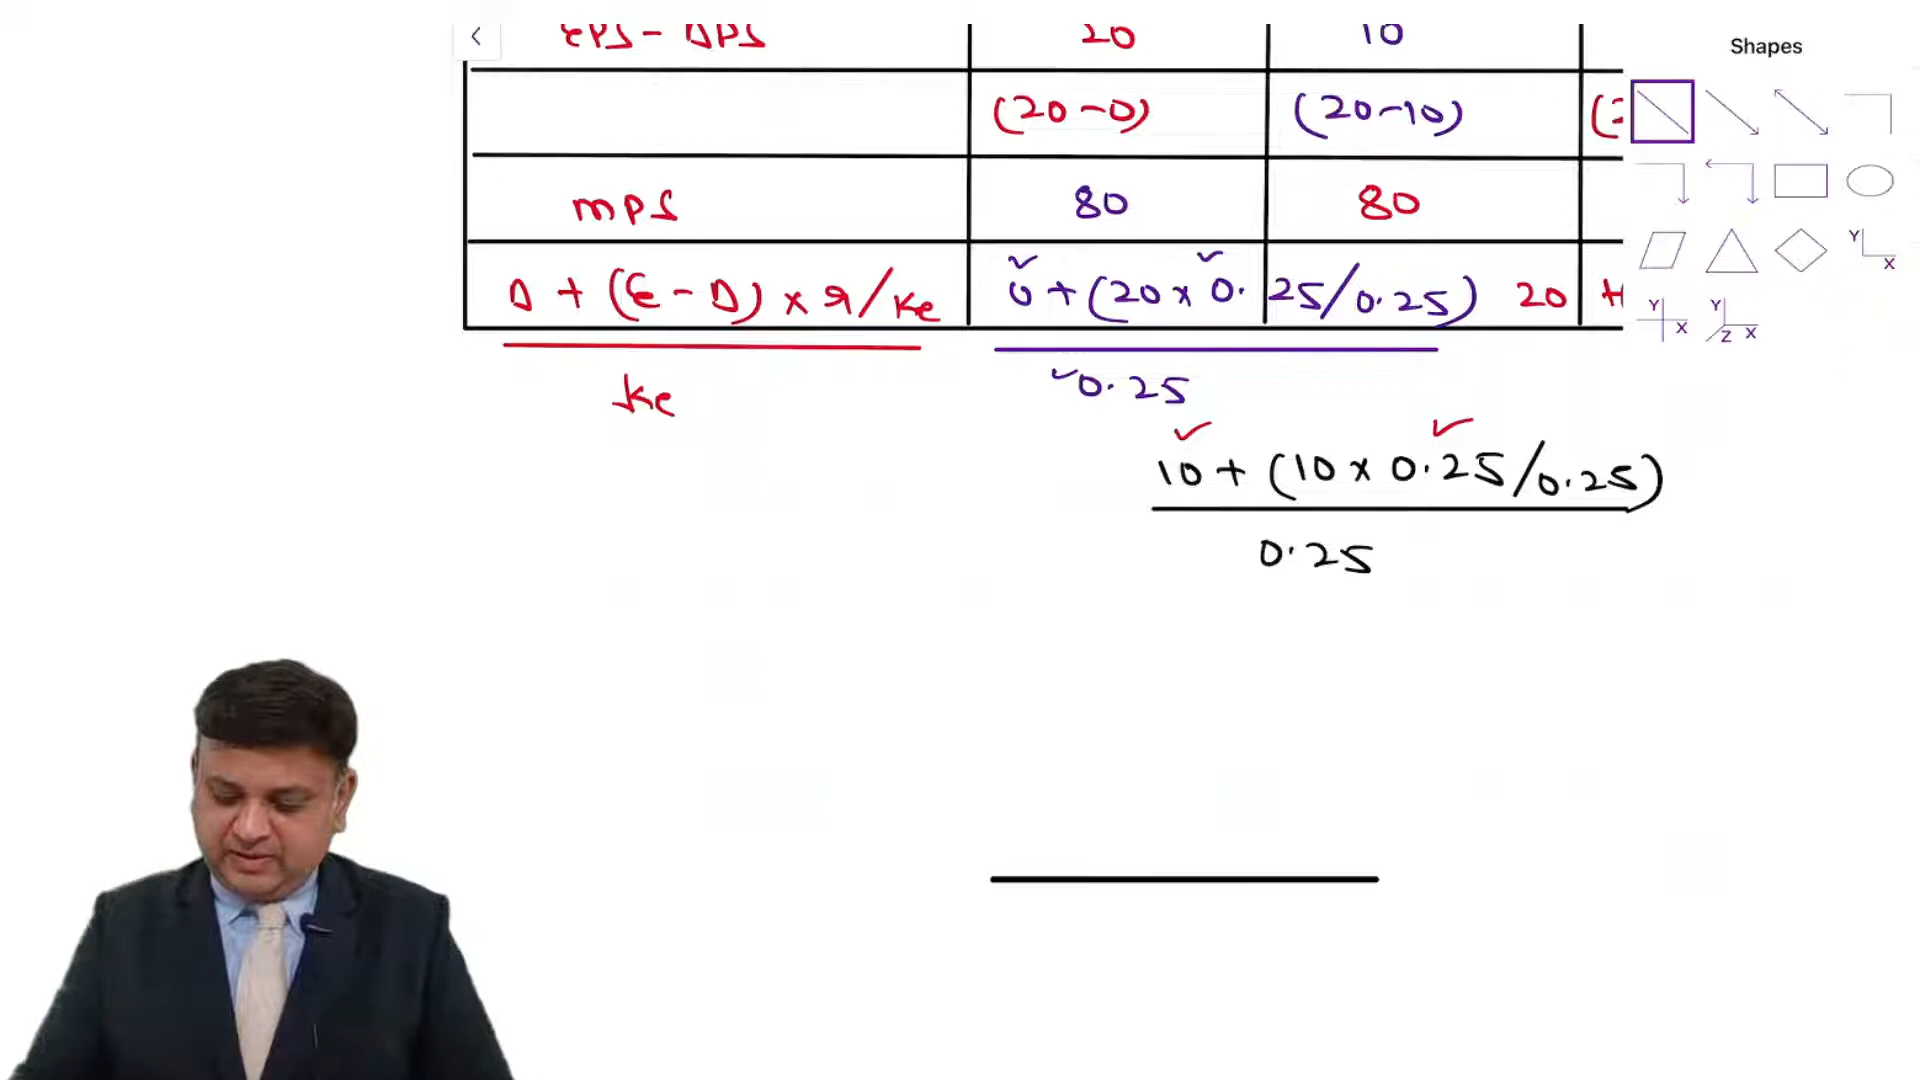 EPS - DPS 20 10
Shapes
(20-0) (20-10) (
MPS 80 80
D + (E - D) × r/Ke 0 + (20 × 0.25/0.25) 20 +
Ke 0.25
10 + (10 × 0.25/0.25)
0.25
Y X
Y X Y Z X